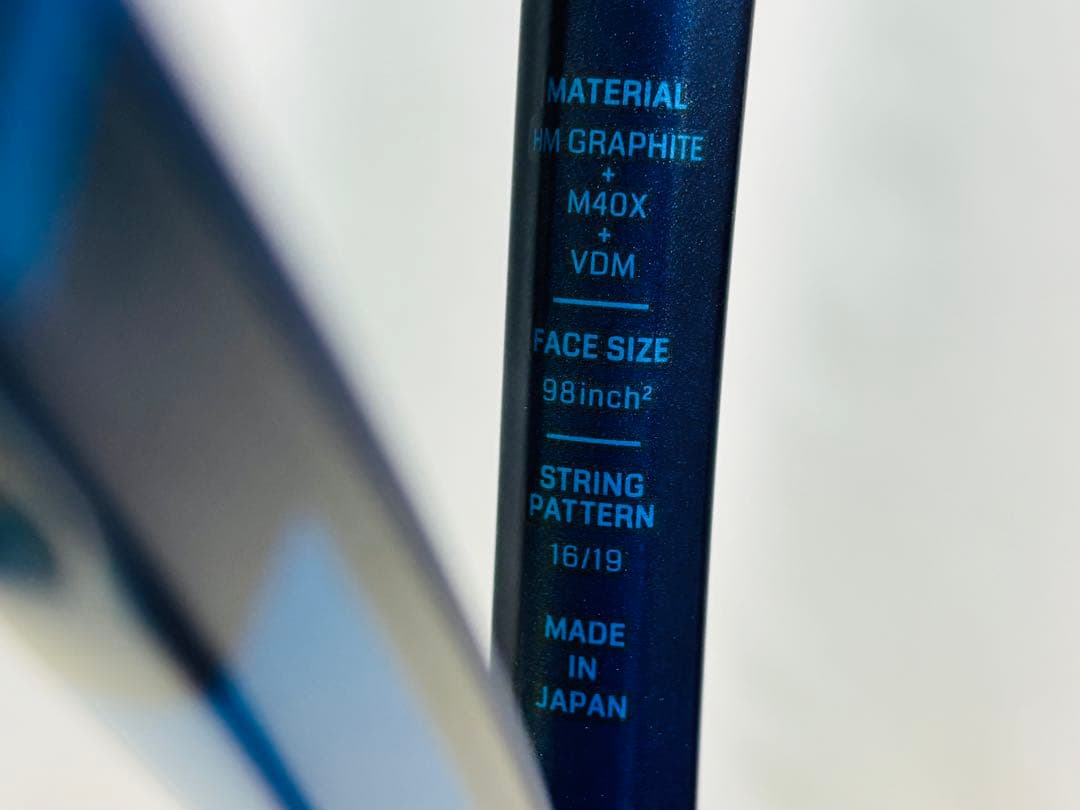 MATERIAL
HM GRAPHITE
+
M40X
+
VDM
FACE SIZE
98inch²
STRING
PATTERN
16/19
MADE
IN
JAPAN